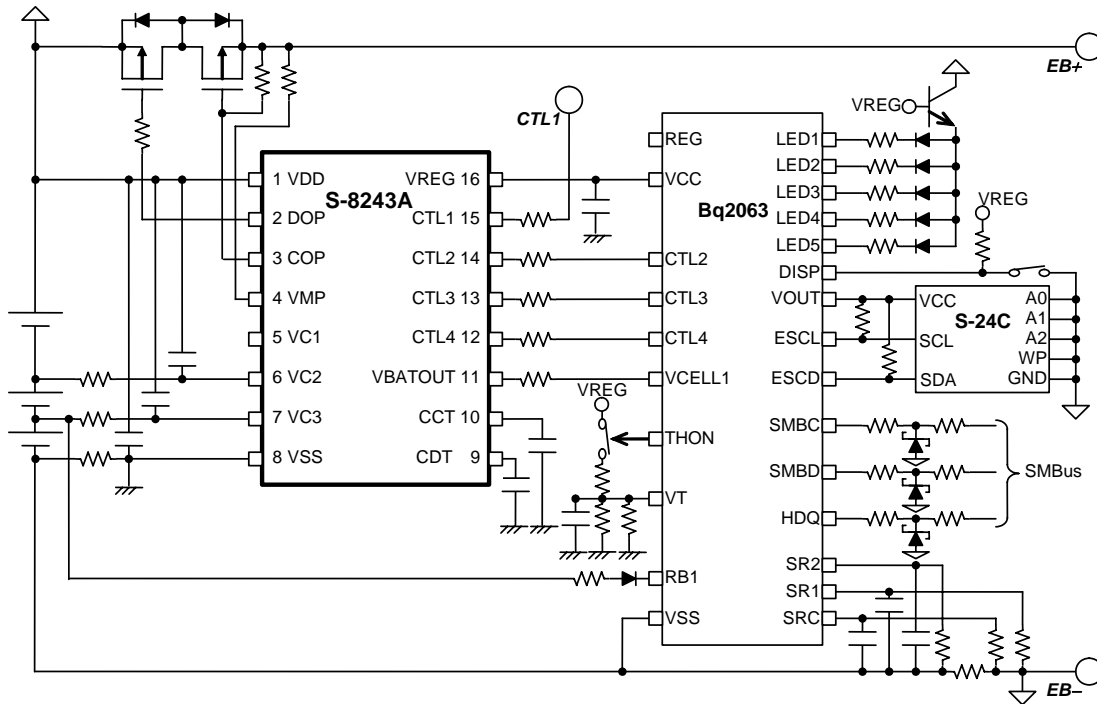 EB+
CTL1
S-8243A
1 VDD
2 DOP
3 COP
4 VMP
5 VC1
6 VC2
7 VC3
8 VSS
VREG 16
CTL1 15
CTL2 14
CTL3 13
CTL4 12
VBATOUT 11
CCT 10
CDT 9
VREG
Bq2063
REG
VCC
CTL2
CTL3
CTL4
VCELL1
THON
VT
RB1
VSS
LED1
LED2
LED3
LED4
LED5
DISP
VOUT
ESCL
ESCD
SMBC
SMBD
HDQ
SR2
SR1
SRC
VREG
VREG
S-24C
VCC
SCL
SDA
A0
A1
A2
WP
GND
SMBus
EB−